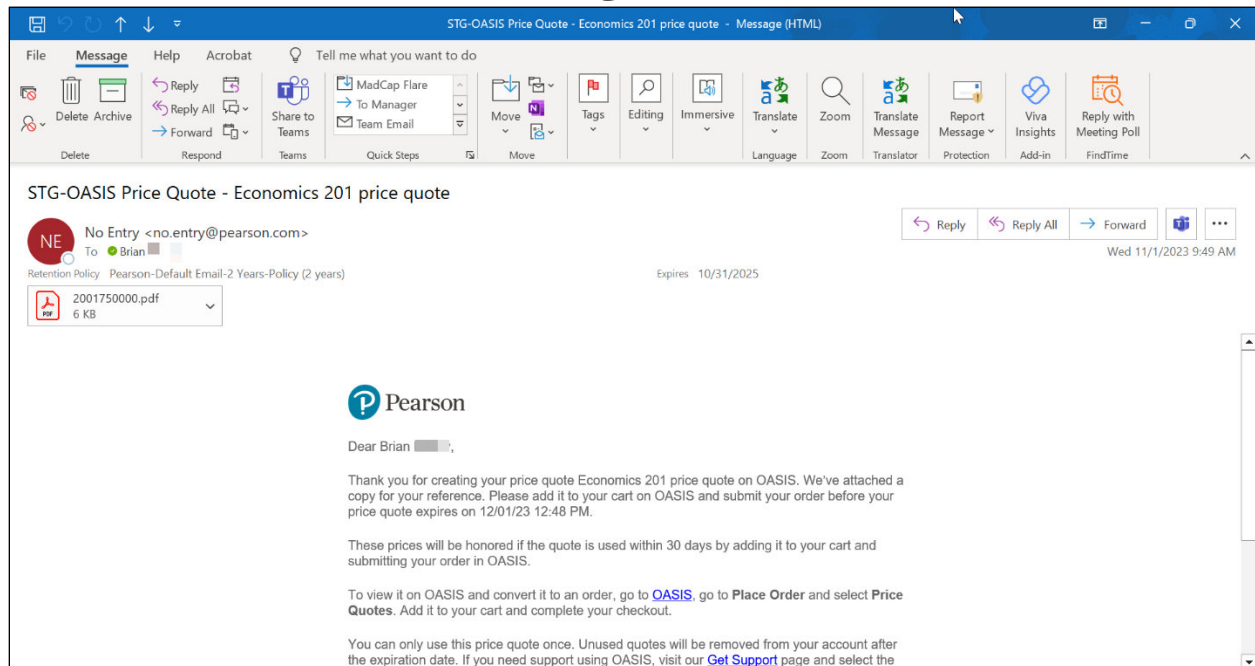 STG-OASIS Price Quote - Economics 201 price quote - Message (HTML)
File Message Help Acrobat Tell me what you want to do
Delete Archive
Reply
Reply All
Forward
Share to Teams
MadCap Flare
To Manager
Team Email
Move
Tags
Editing
Immersive
Translate
Zoom
Translate Message
Report Message
Viva Insights
Reply with Meeting Poll
Delete Respond Teams Quick Steps Move Language Zoom Translator Protection Add-in FindTime
STG-OASIS Price Quote - Economics 201 price quote
NE
No Entry <no.entry@pearson.com>
To Brian
Reply Reply All Forward
Wed 11/1/2023 9:49 AM
Retention Policy Pearson-Default Email-2 Years-Policy (2 years) Expires 10/31/2025
PDF
2001750000.pdf
6 KB
P Pearson
Dear Brian ,
Thank you for creating your price quote Economics 201 price quote on OASIS. We've attached a
copy for your reference. Please add it to your cart on OASIS and submit your order before your
price quote expires on 12/01/23 12:48 PM.
These prices will be honored if the quote is used within 30 days by adding it to your cart and
submitting your order in OASIS.
To view it on OASIS and convert it to an order, go to OASIS, go to Place Order and select Price
Quotes. Add it to your cart and complete your checkout.
You can only use this price quote once. Unused quotes will be removed from your account after
the expiration date. If you need support using OASIS, visit our Get Support page and select the